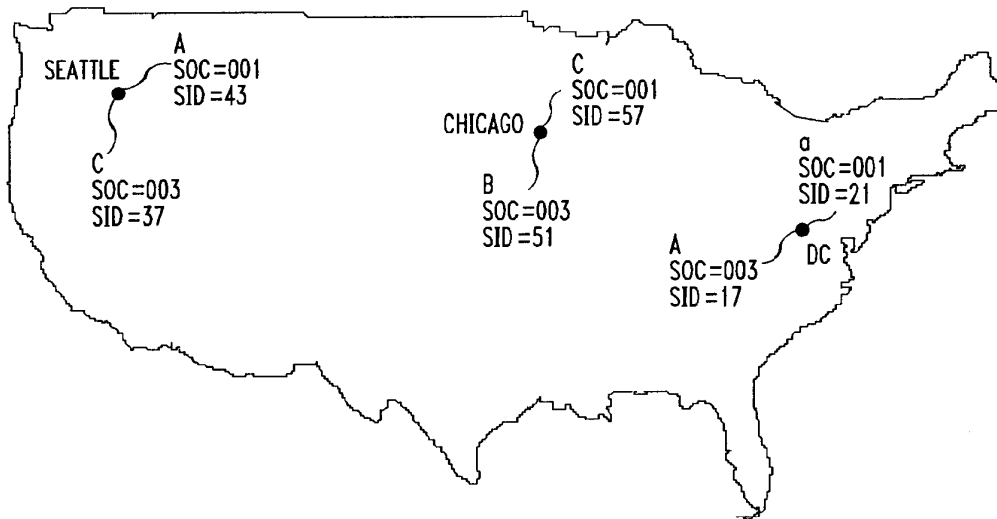 SEATTLE
A
SOC=001
SID=43
C
SOC=003
SID=37
CHICAGO
C
SOC=001
SID=57
B
SOC=003
SID=51
a
SOC=001
SID=21
DC
A
SOC=003
SID=17